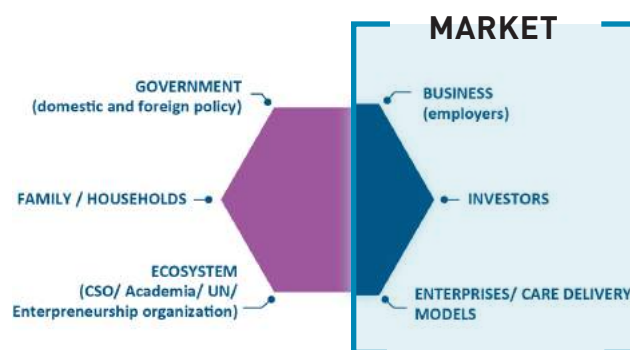 MARKET
GOVERNMENT
(domestic and foreign policy)
BUSINESS
(employers)
FAMILY / HOUSEHOLDS
INVESTORS
ECOSYSTEM
(CSO/ Academia/ UN/
Enterpreneurship organization)
ENTERPRISES/ CARE DELIVERY
MODELS